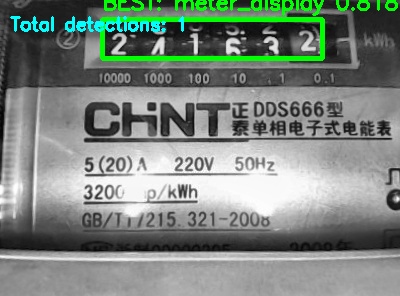 BEST: meter_display 0.818
Total detections: 1
② 2 4 1 6 3 2 kWh
10000 1000 100 10 1 0.1
CHINT 正泰 DDS666型
单相电子式电能表
5(20)A 220V 50Hz
3200 p/kWh
GB/T17215.321-2008